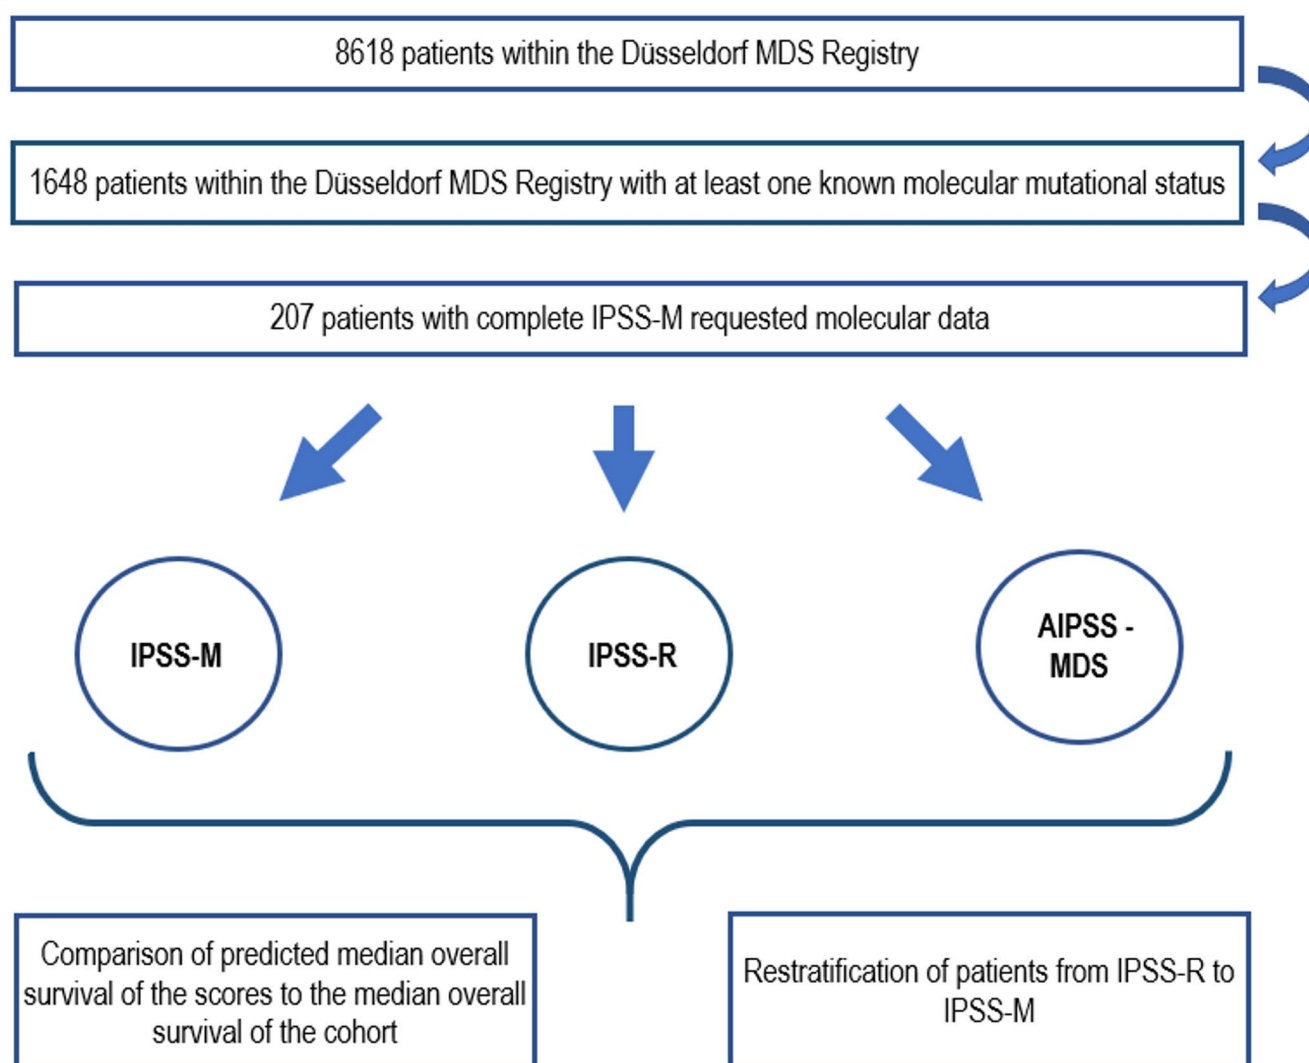 8618 patients within the Düsseldorf MDS Registry
1648 patients within the Düsseldorf MDS Registry with at least one known molecular mutational status
207 patients with complete IPSS-M requested molecular data
IPSS-M
IPSS-R
AIPSS -
MDS
Comparison of predicted median overall
survival of the scores to the median overall
survival of the cohort
Restratification of patients from IPSS-R to
IPSS-M